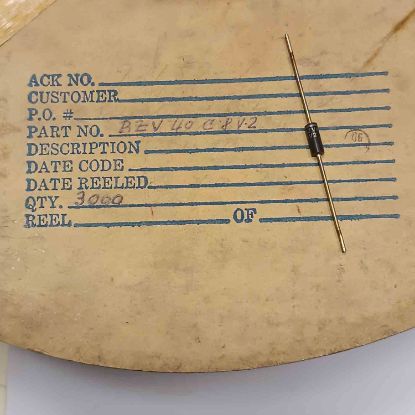 ACK NO.
CUSTOMER
P.O. #
PART NO. BZV 40 C 8V2
DESCRIPTION
DATE CODE
DATE REELED
QTY. 3000
REEL OF